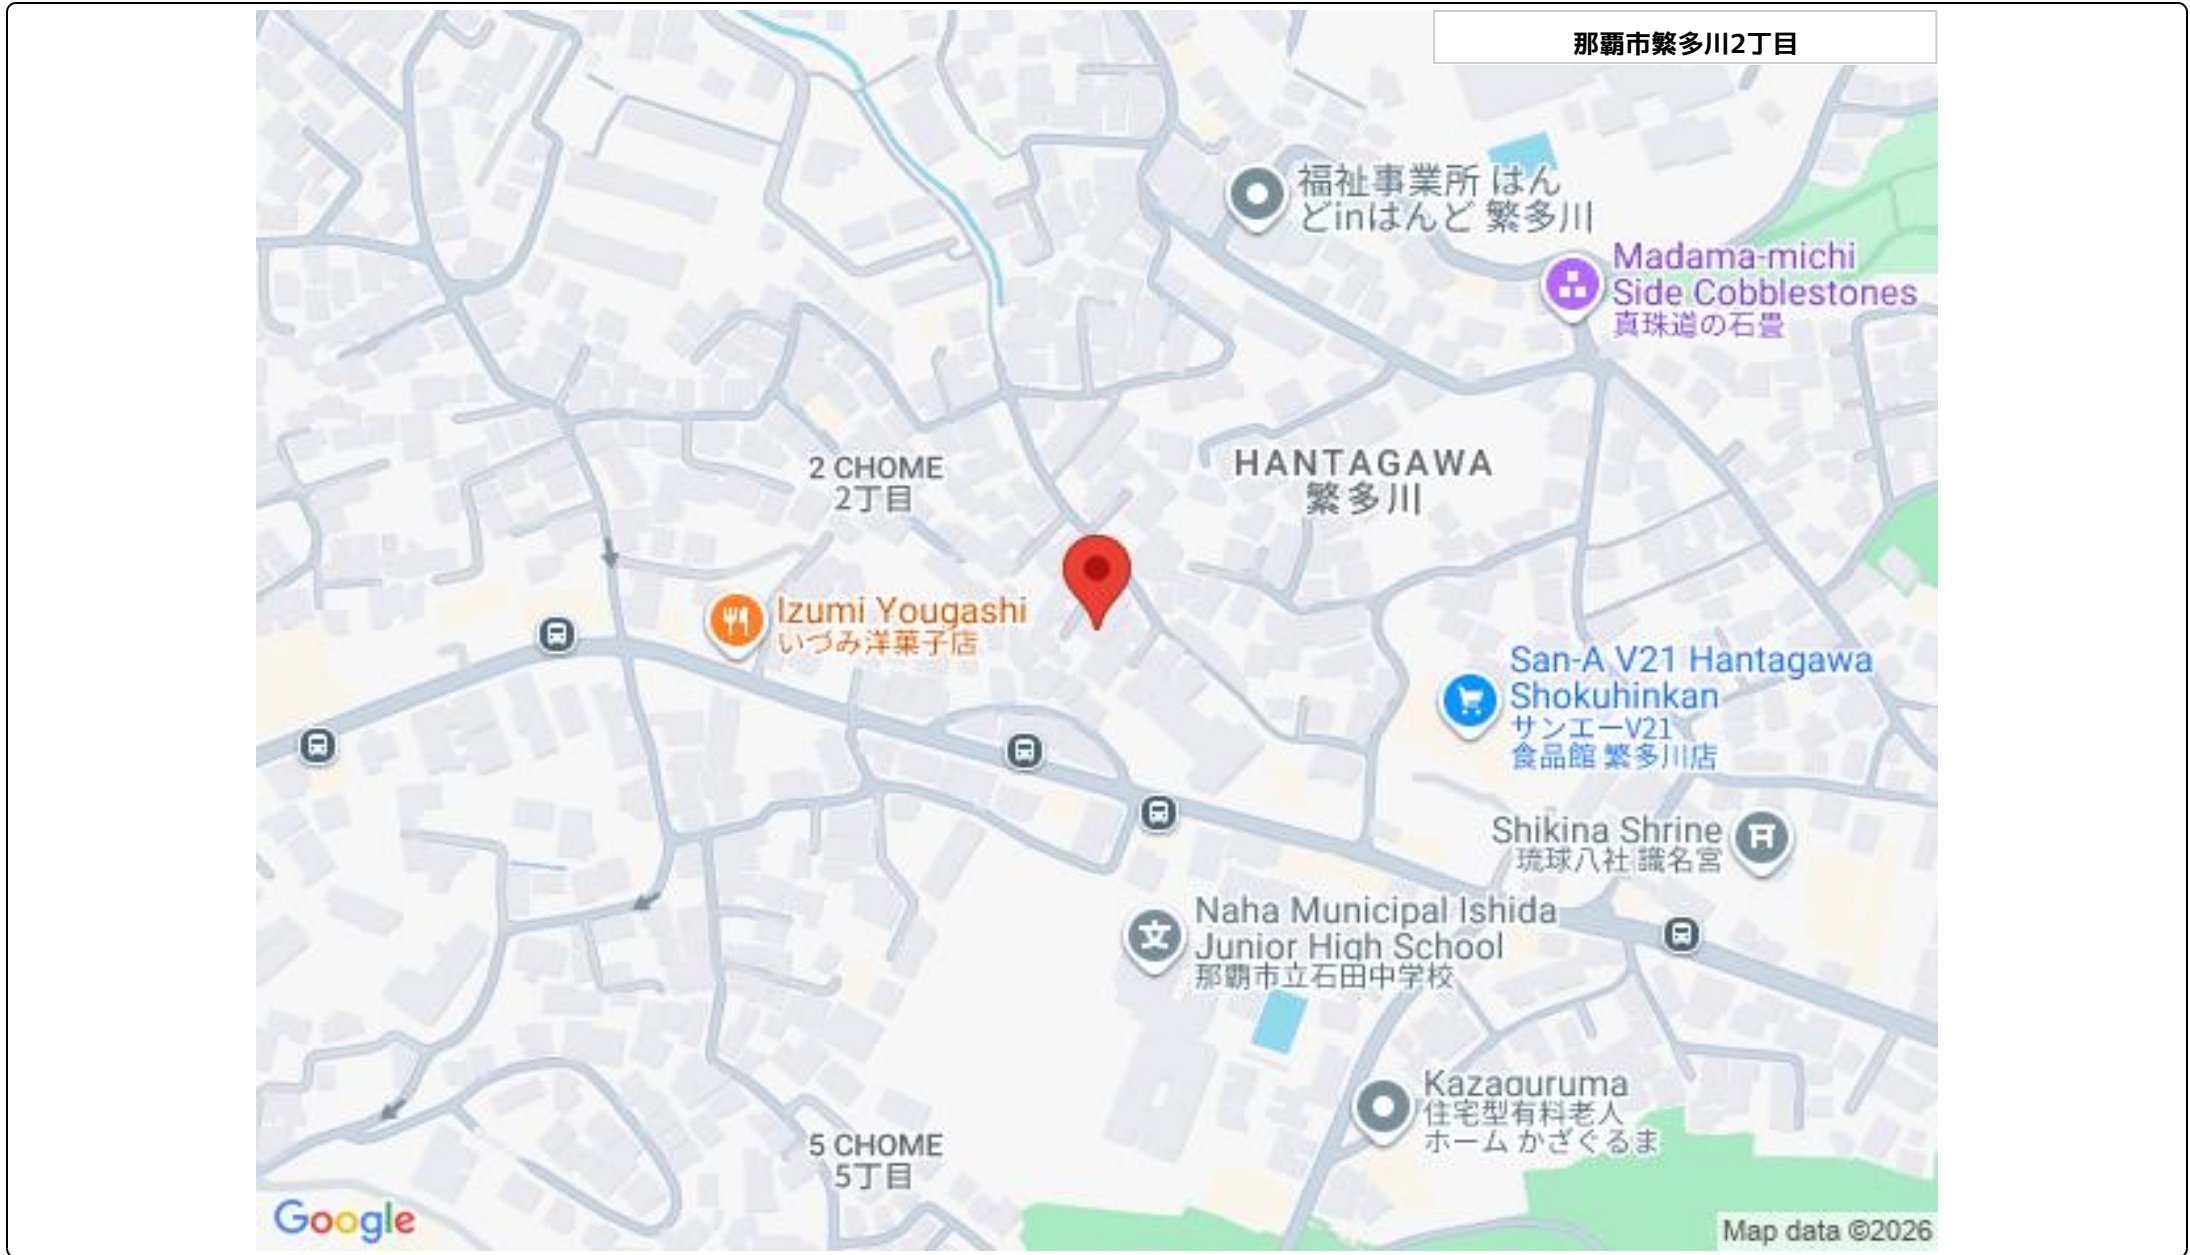 那覇市繁多川2丁目
福祉事業所 はん
どinはんど 繁多川
Madama-michi
Side Cobblestones
真珠道の石畳
2 CHOME
2丁目
HANTAGAWA
繁多川
Izumi Yougashi
いづみ洋菓子店
San-A V21 Hantagawa
Shokuhinkan
サンエーV21
食品館 繁多川店
Shikina Shrine
琉球八社 識名宮
Naha Municipal Ishida
Junior High School
那覇市立石田中学校
文
Kazaguruma
住宅型有料老人
ホーム かざぐるま
5 CHOME
5丁目
Google
Map data ©2026